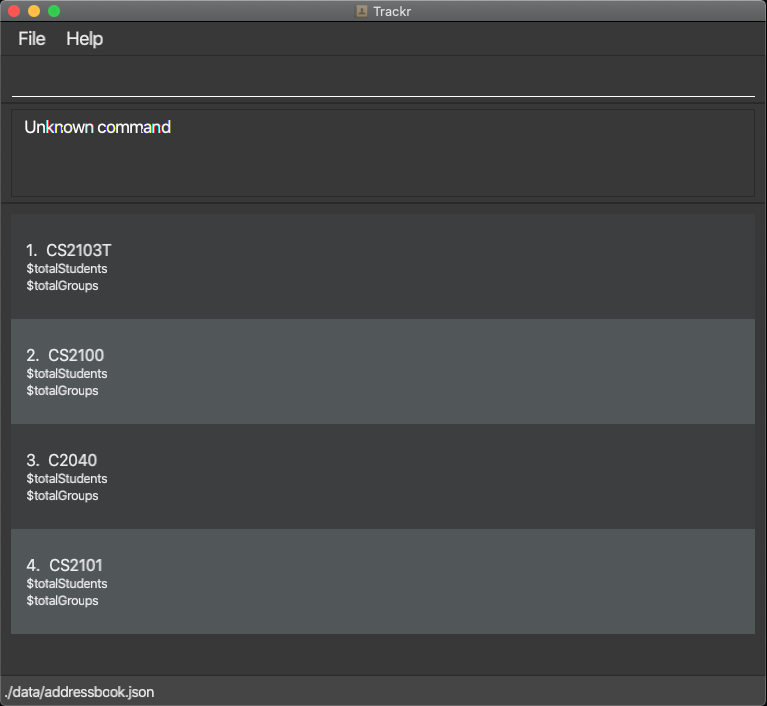 Trackr
File Help
Unknown command
1. CS2103T
$totalStudents
$totalGroups
2. CS2100
$totalStudents
$totalGroups
3. C2040
$totalStudents
$totalGroups
4. CS2101
$totalStudents
$totalGroups
./data/addressbook.json